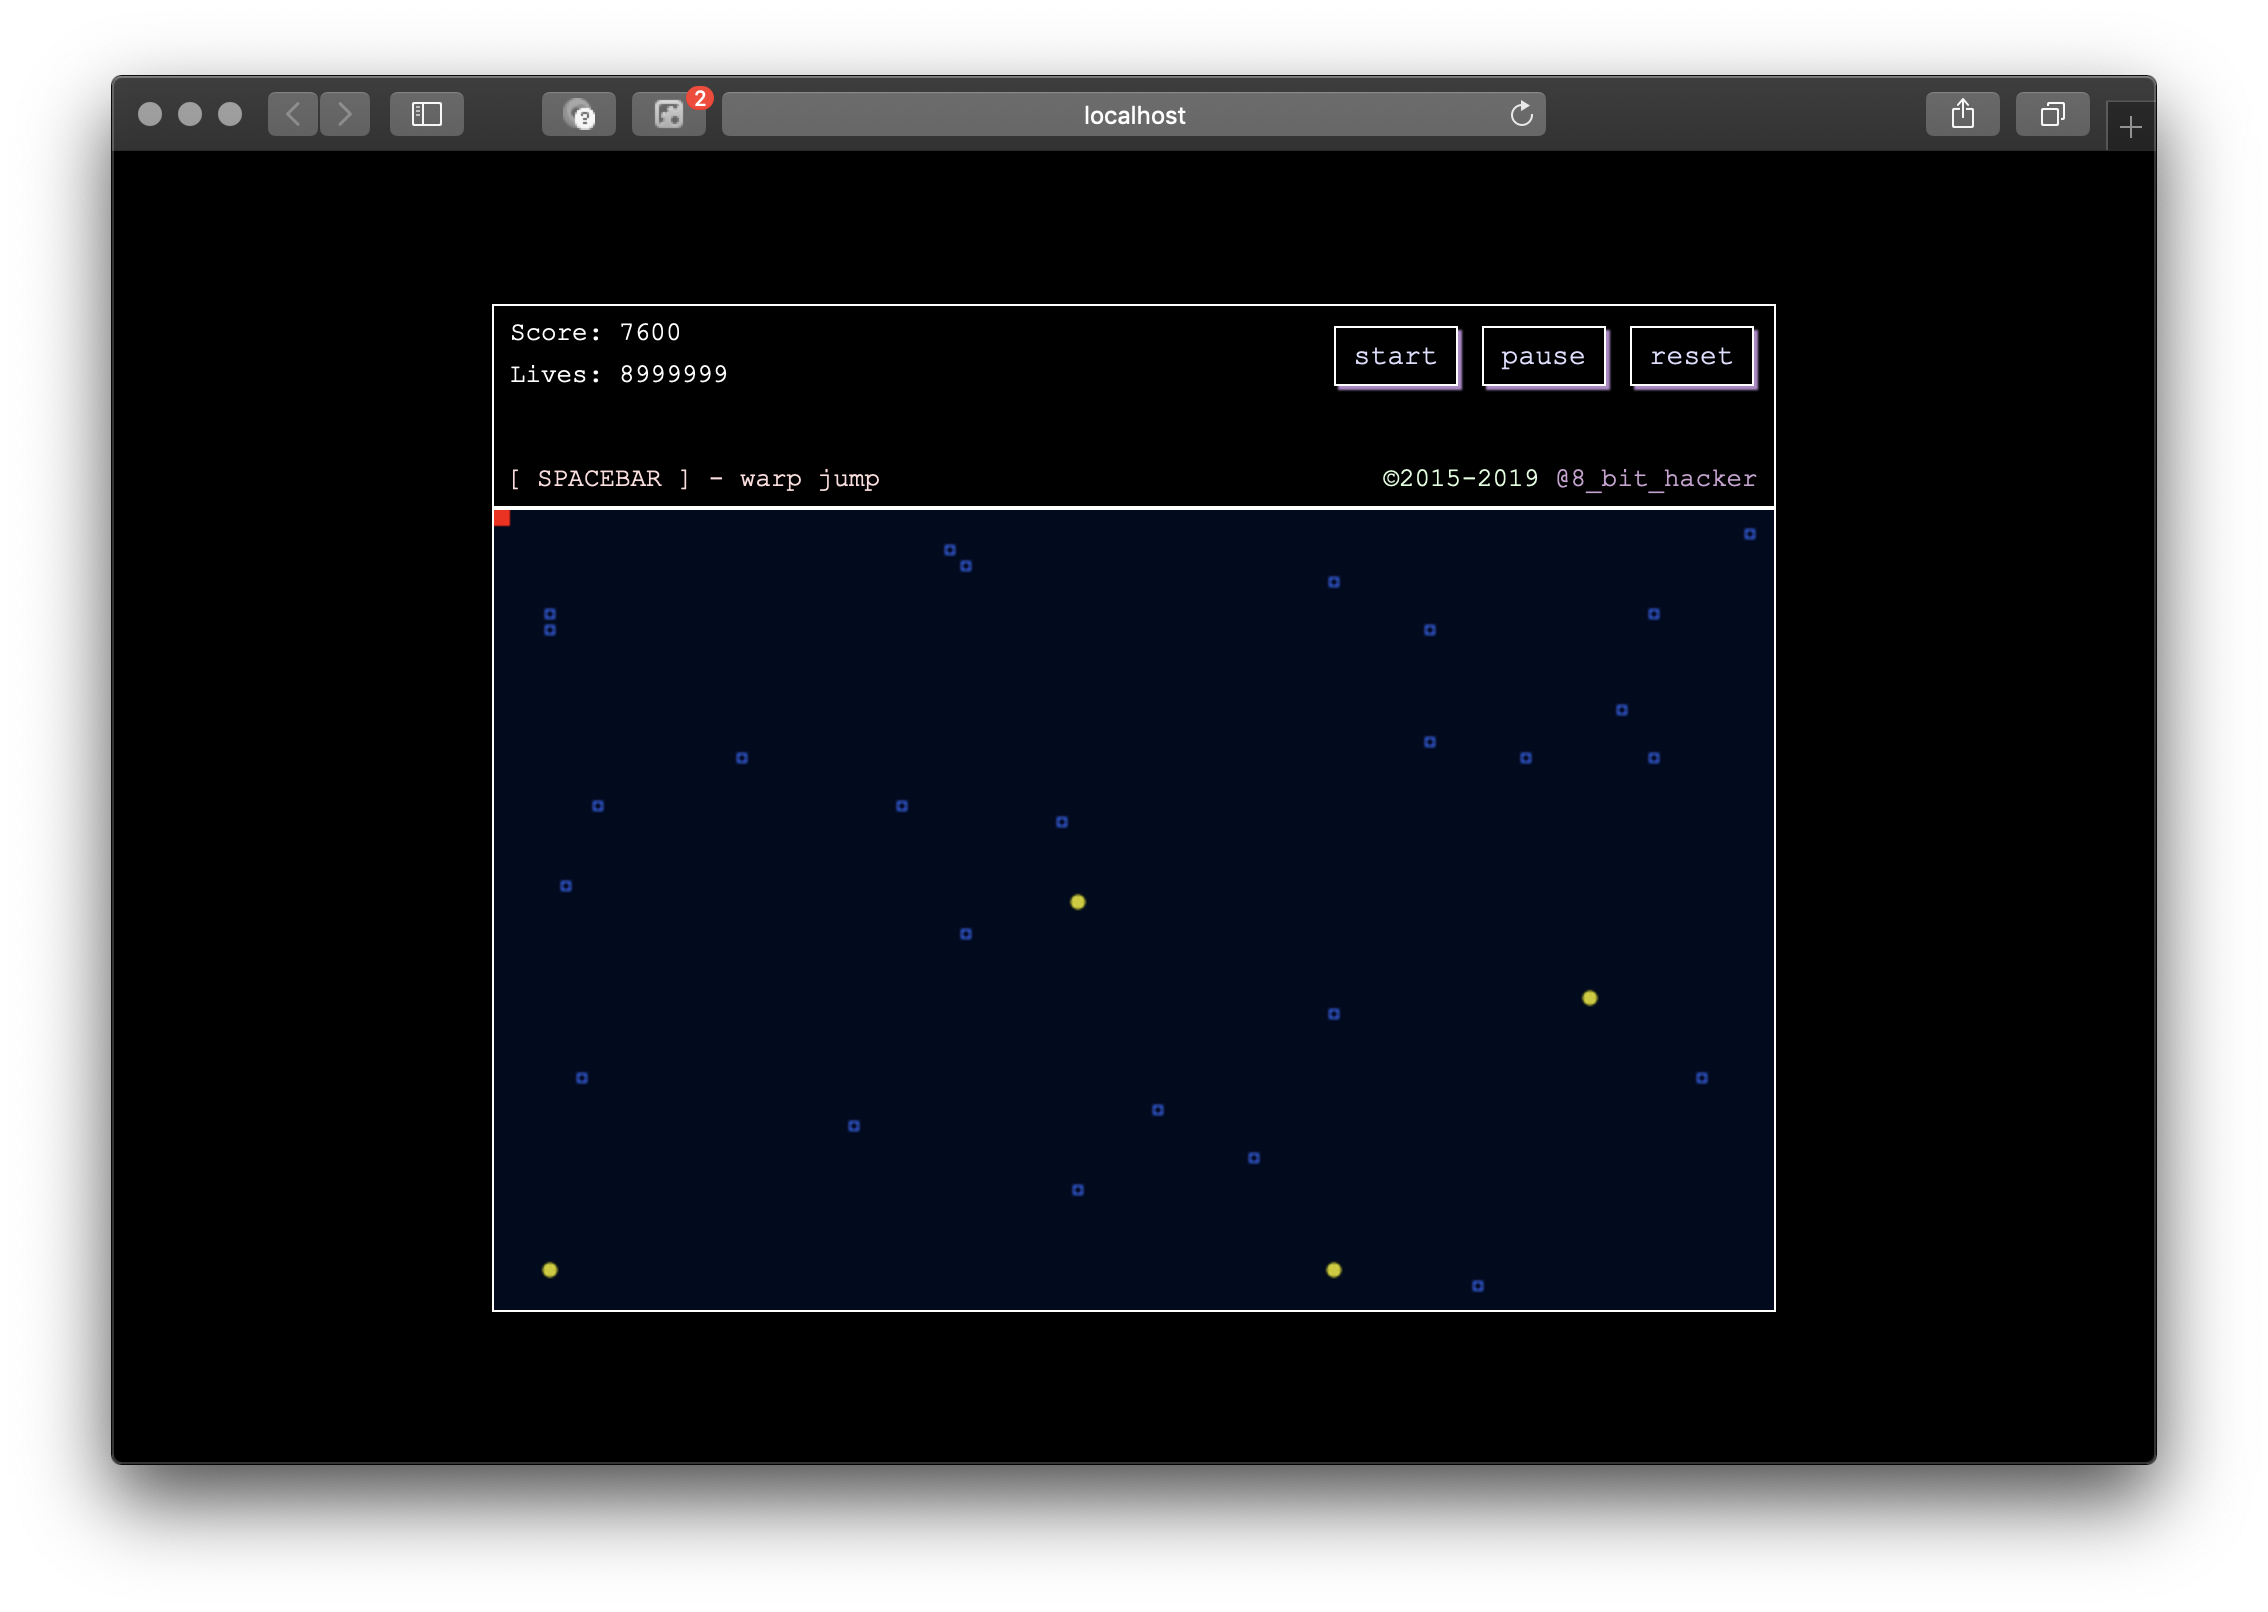 2
localhost
Score: 7600
Lives: 8999999
start
pause
reset
[ SPACEBAR ] - warp jump
©2015-2019 @8_bit_hacker